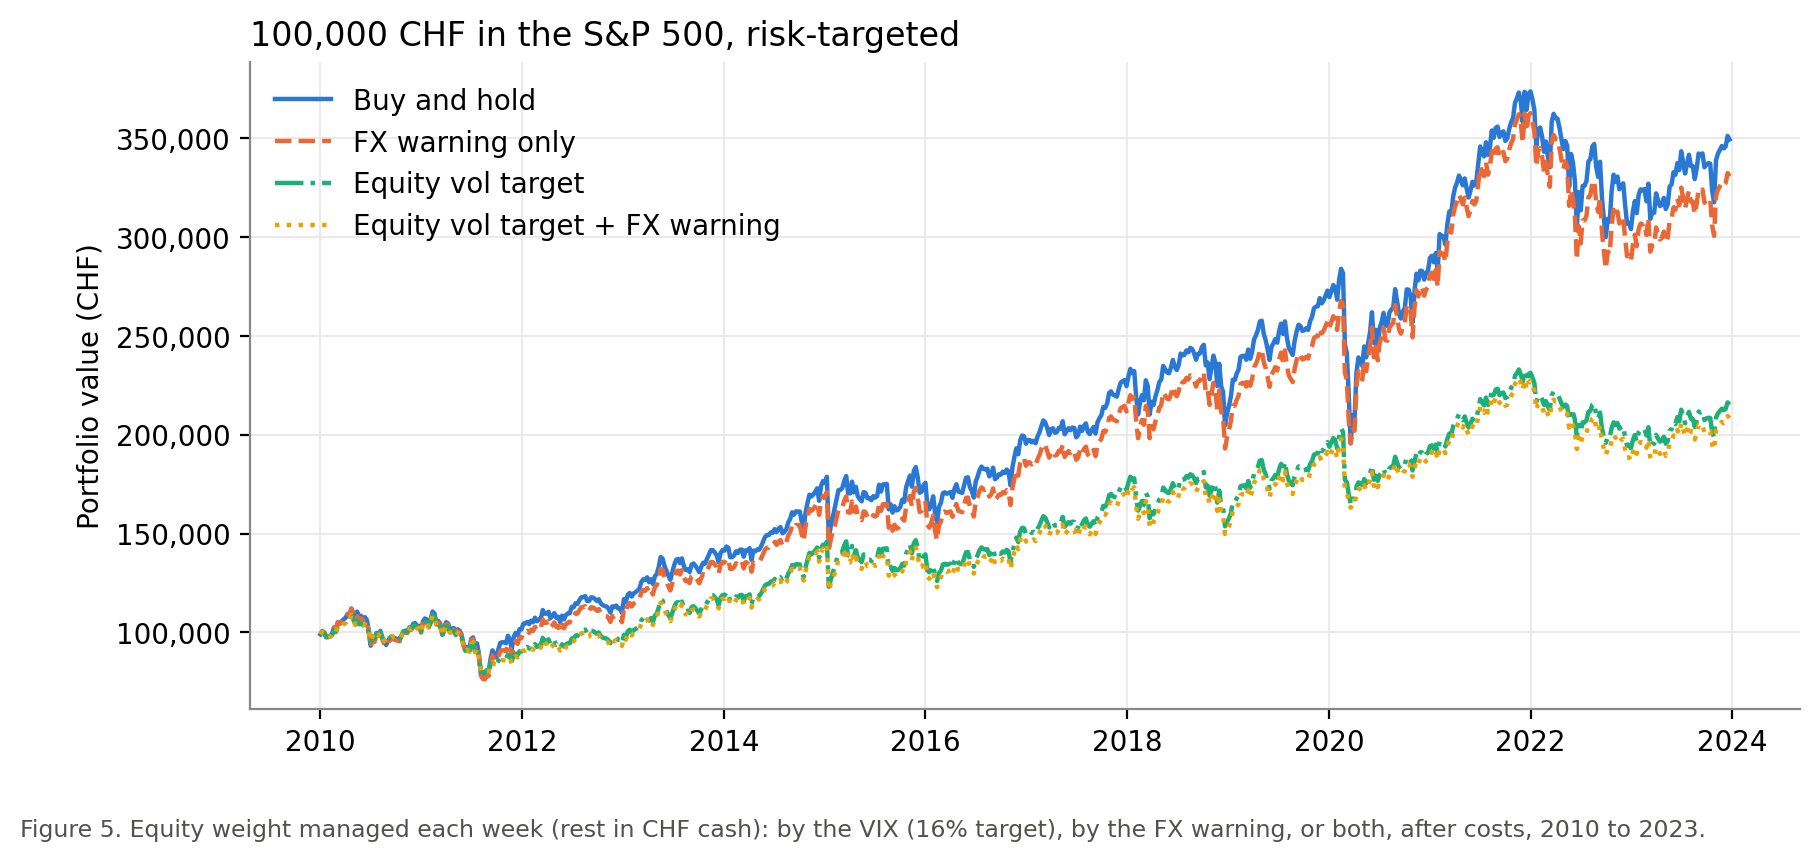 100,000 CHF in the S&P 500, risk-targeted
Buy and hold
FX warning only
Equity vol target
Equity vol target + FX warning
Portfolio value (CHF)
350,000
300,000
250,000
200,000
150,000
100,000
2010 2012 2014 2016 2018 2020 2022 2024
Figure 5. Equity weight managed each week (rest in CHF cash): by the VIX (16% target), by the FX warning, or both, after costs, 2010 to 2023.